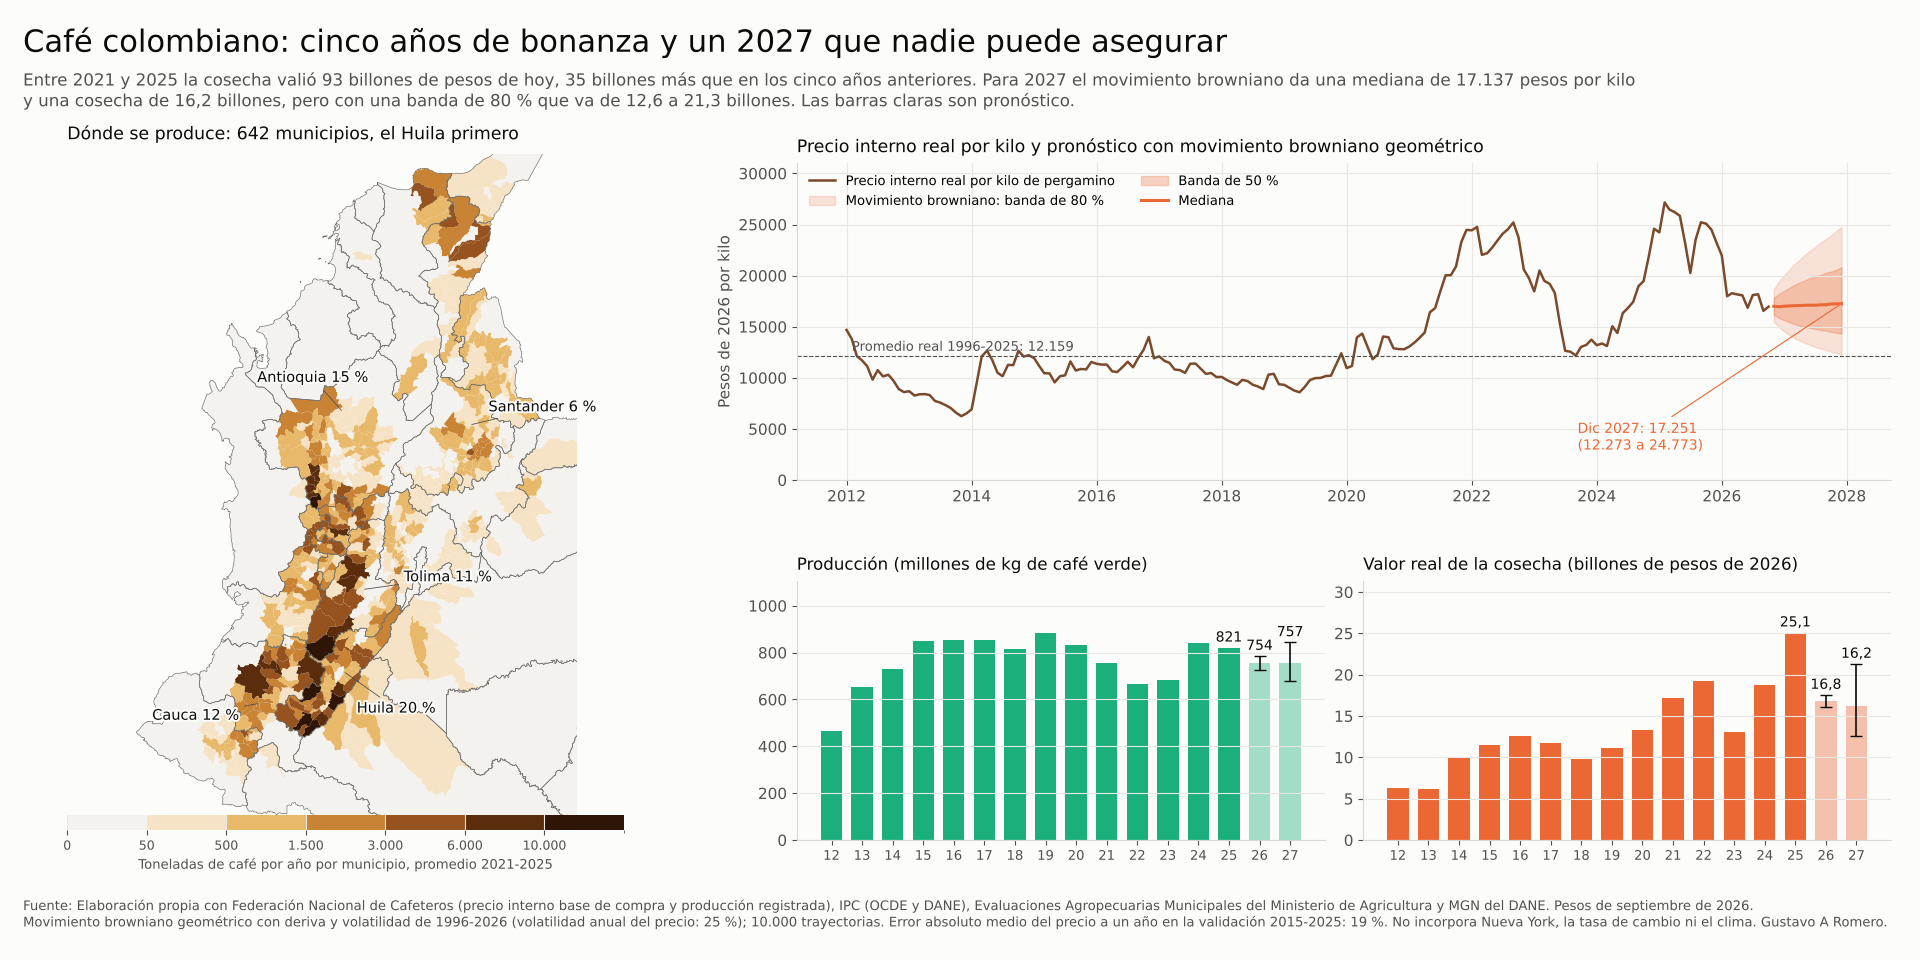 Café colombiano: cinco años de bonanza y un 2027 que nadie puede asegurar
Entre 2021 y 2025 la cosecha valió 93 billones de pesos de hoy, 35 billones más que en los cinco años anteriores. Para 2027 el movimiento browniano da una mediana de 17.137 pesos por kilo
y una cosecha de 16,2 billones, pero con una banda de 80 % que va de 12,6 a 21,3 billones. Las barras claras son pronóstico.
Dónde se produce: 642 municipios, el Huila primero
Antioquia 15 %
Santander 6 %
Tolima 11 %
Huila 20 %
Cauca 12 %
0 50 500 1.500 3.000 6.000 10.000
Toneladas de café por año por municipio, promedio 2021-2025
Precio interno real por kilo y pronóstico con movimiento browniano geométrico
Pesos de 2026 por kilo
30000
25000
20000
15000
10000
5000
0
Precio interno real por kilo de pergamino
Movimiento browniano: banda de 80 %
Banda de 50 %
Mediana
Promedio real 1996-2025: 12.159
Dic 2027: 17.251
(12.273 a 24.773)
2012 2014 2016 2018 2020 2022 2024 2026 2028
Producción (millones de kg de café verde)
1000
800
600
400
200
0
821
754
757
12 13 14 15 16 17 18 19 20 21 22 23 24 25 26 27
Valor real de la cosecha (billones de pesos de 2026)
30
25
20
15
10
5
0
25,1
16,8
16,2
12 13 14 15 16 17 18 19 20 21 22 23 24 25 26 27
Fuente: Elaboración propia con Federación Nacional de Cafeteros (precio interno base de compra y producción registrada), IPC (OCDE y DANE), Evaluaciones Agropecuarias Municipales del Ministerio de Agricultura y MGN del DANE. Pesos de septiembre de 2026.
Movimiento browniano geométrico con deriva y volatilidad de 1996-2026 (volatilidad anual del precio: 25 %); 10.000 trayectorias. Error absoluto medio del precio a un año en la validación 2015-2025: 19 %. No incorpora Nueva York, la tasa de cambio ni el clima. Gustavo A Romero.